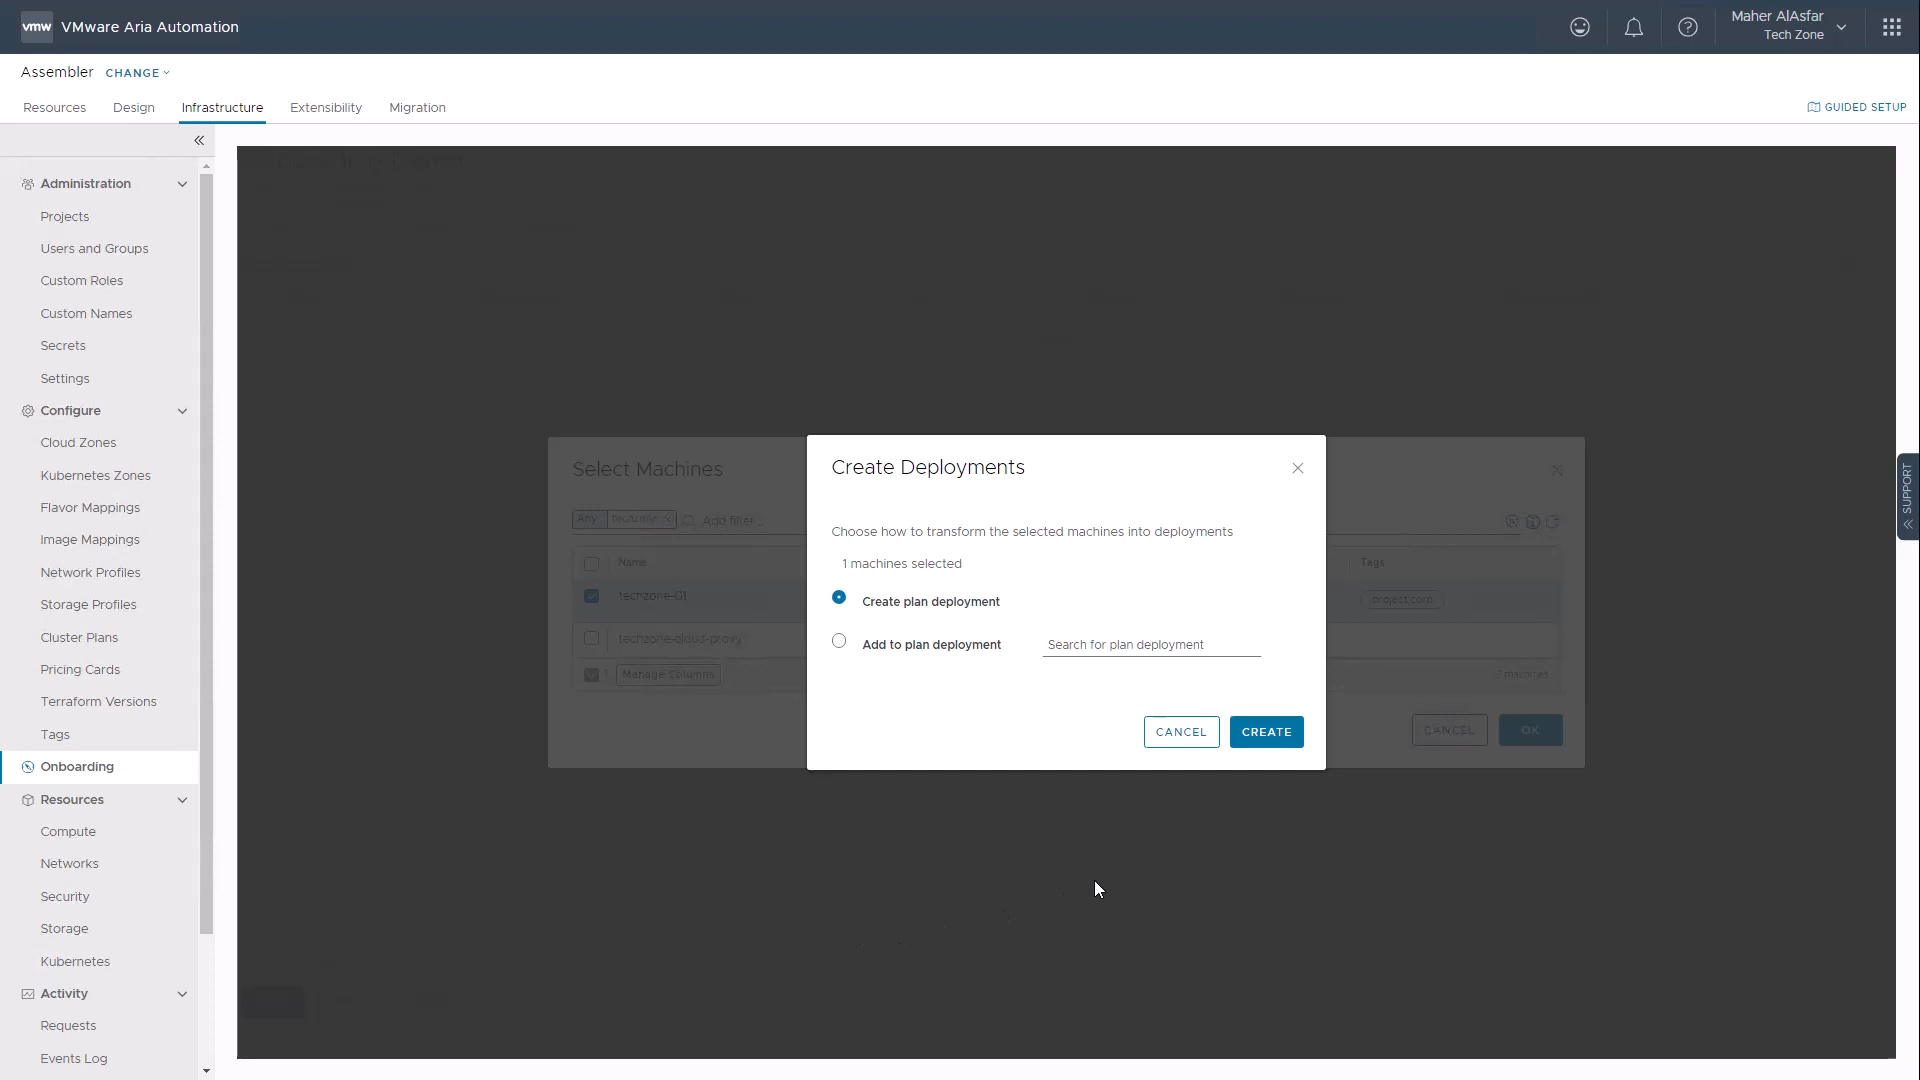 vmw VMware Aria Automation
Maher AlAsfar
Tech Zone
Assembler CHANGE
Resources Design Infrastructure Extensibility Migration
GUIDED SETUP
Administration
Projects
Users and Groups
Custom Roles
Custom Names
Secrets
Settings
Configure
Cloud Zones
Kubernetes Zones
Flavor Mappings
Image Mappings
Network Profiles
Storage Profiles
Cluster Plans
Pricing Cards
Terraform Versions
Tags
Onboarding
Resources
Compute
Networks
Security
Storage
Kubernetes
Activity
Requests
Events Log
Select Machines
Any techzone Add filter
Name Tags
techzone-01
techzone-cloud-proxy
1 Manage Columns
2 machines
CANCEL OK
Create Deployments
Choose how to transform the selected machines into deployments
1 machines selected
Create plan deployment
Add to plan deployment Search for plan deployment
CANCEL CREATE
SUPPORT